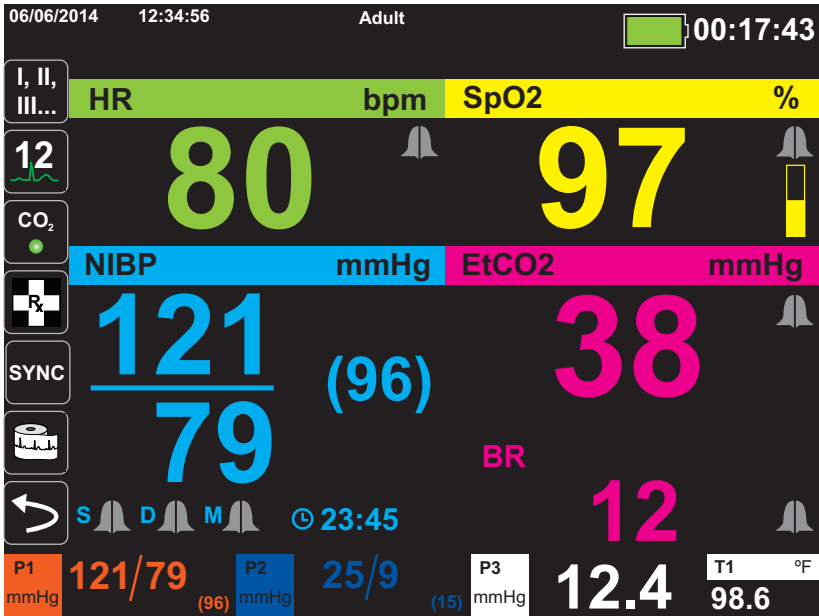 06/06/2014 12:34:56 Adult 00:17:43
I, II,
III...
HR bpm SpO2 %
12
80 97
CO2
NIBP mmHg EtCO2 mmHg
Rx
121
79
(96)
38
SYNC
BR
12
S D M 23:45
P1
mmHg
121/79
(96)
P2
mmHg
25/9
(15)
P3
mmHg
12.4
T1 ºF
98.6